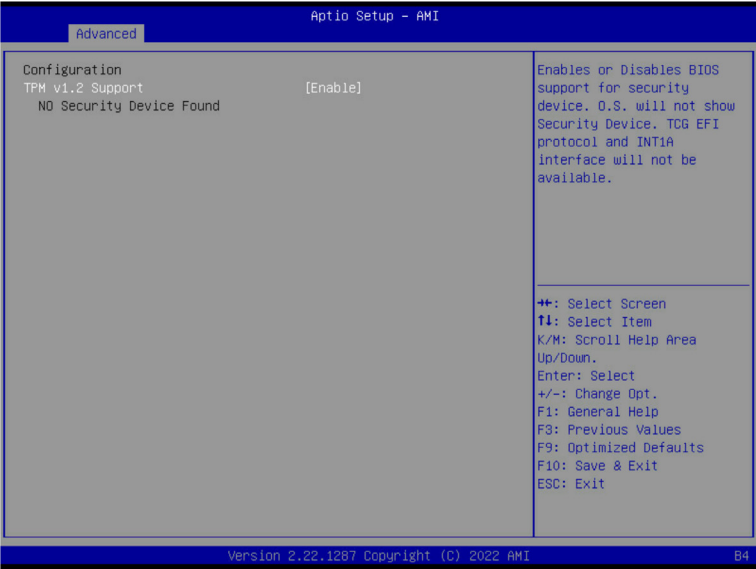 Aptio Setup – AMI
Advanced
Configuration
TPM v1.2 Support [Enable]
NO Security Device Found
Enables or Disables BIOS
support for security
device. O.S. will not show
Security Device. TCG EFI
protocol and INT1A
interface will not be
available.
→←: Select Screen
↑↓: Select Item
K/M: Scroll Help Area
Up/Down.
Enter: Select
+/-: Change Opt.
F1: General Help
F3: Previous Values
F9: Optimized Defaults
F10: Save & Exit
ESC: Exit
Version 2.22.1287 Copyright (C) 2022 AMI
B4